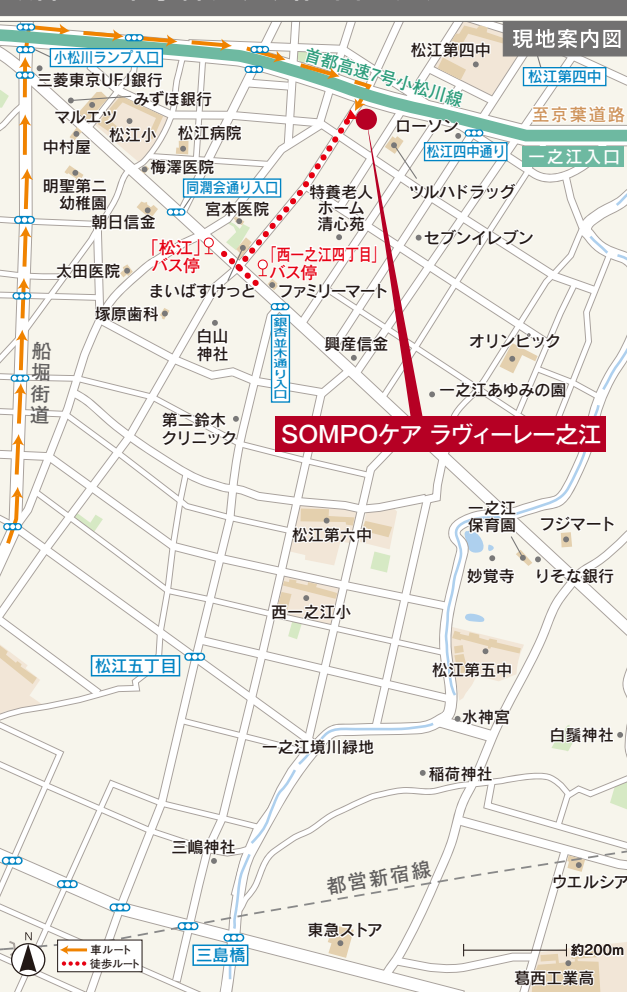 現地案内図
松江第四中
小松川ランプ入口
首都高速7号小松川線
松江第四中
三菱東京UFJ銀行
みずほ銀行
マルエツ
松江小
松江病院
中村屋
ローソン
至京葉道路
松江四中通り
一之江入口
梅澤医院
明聖第二
幼稚園
同潤会通り入口
特養老人
ホーム
清心苑
ツルハドラッグ
朝日信金
宮本医院
セブンイレブン
「松江」
バス停
「西一之江四丁目」
バス停
太田医院
まいばすけっと
ファミリーマート
塚原歯科
白山
神社
銀杏並木通り入口
興産信金
オリンピック
船堀街道
一之江あゆみの園
第二鈴木
クリニック
SOMPOケア ラヴィーレ一之江
松江第六中
一之江
保育園
フジマート
妙覚寺
りそな銀行
西一之江小
松江五丁目
松江第五中
水神宮
一之江境川緑地
白鬚神社
稲荷神社
三嶋神社
都営新宿線
ウエルシア
東急ストア
三島橋
N
車ルート
徒歩ルート
約200m
葛西工業高